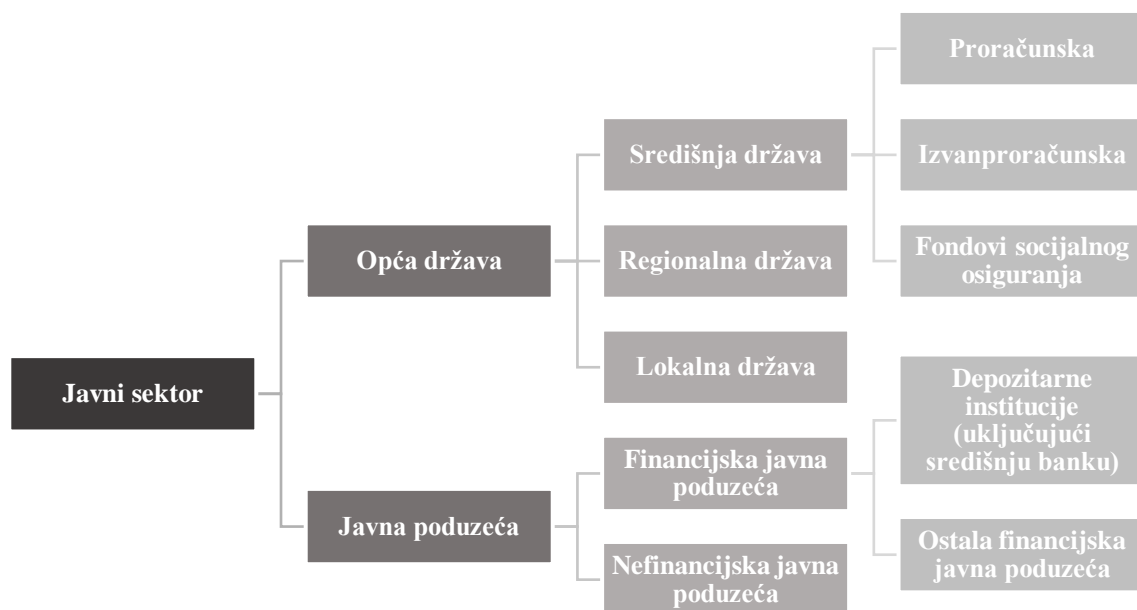 Javni sektor
Opća država
Središnja država
Proračunska
Izvanproračunska
Fondovi socijalnog
osiguranja
Regionalna država
Lokalna država
Javna poduzeća
Financijska javna
poduzeća
Depozitarne
institucije
(uključujući
središnju banku)
Ostala financijska
javna poduzeća
Nefinancijska javna
poduzeća